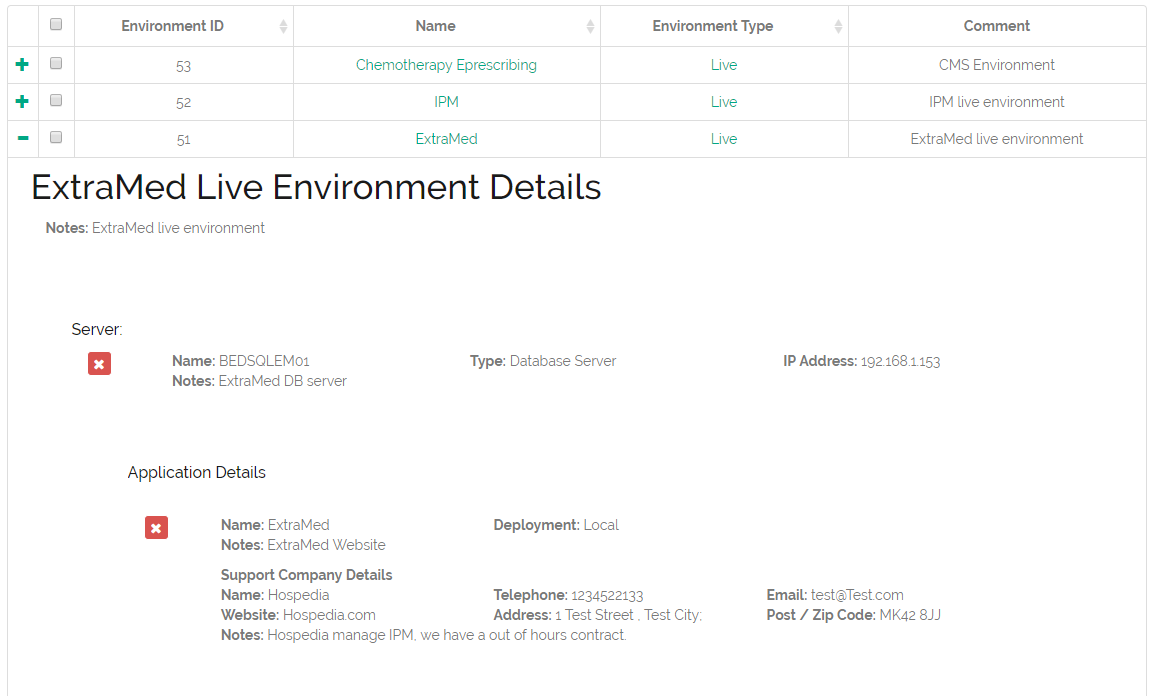 Environment ID Name Environment Type Comment
53 Chemotherapy Eprescribing Live CMS Environment
52 IPM Live IPM live environment
51 ExtraMed Live ExtraMed live environment
ExtraMed Live Environment Details
Notes: ExtraMed live environment
Server:
Name: BEDSQLEM01 Type: Database Server IP Address: 192.168.1.153
Notes: ExtraMed DB server
Application Details
Name: ExtraMed Deployment: Local
Notes: ExtraMed Website
Support Company Details
Name: Hospedia Telephone: 1234522133 Email: test@Test.com
Website: Hospedia.com Address: 1 Test Street , Test City; Post / Zip Code: MK42 8JJ
Notes: Hospedia manage IPM, we have a out of hours contract.